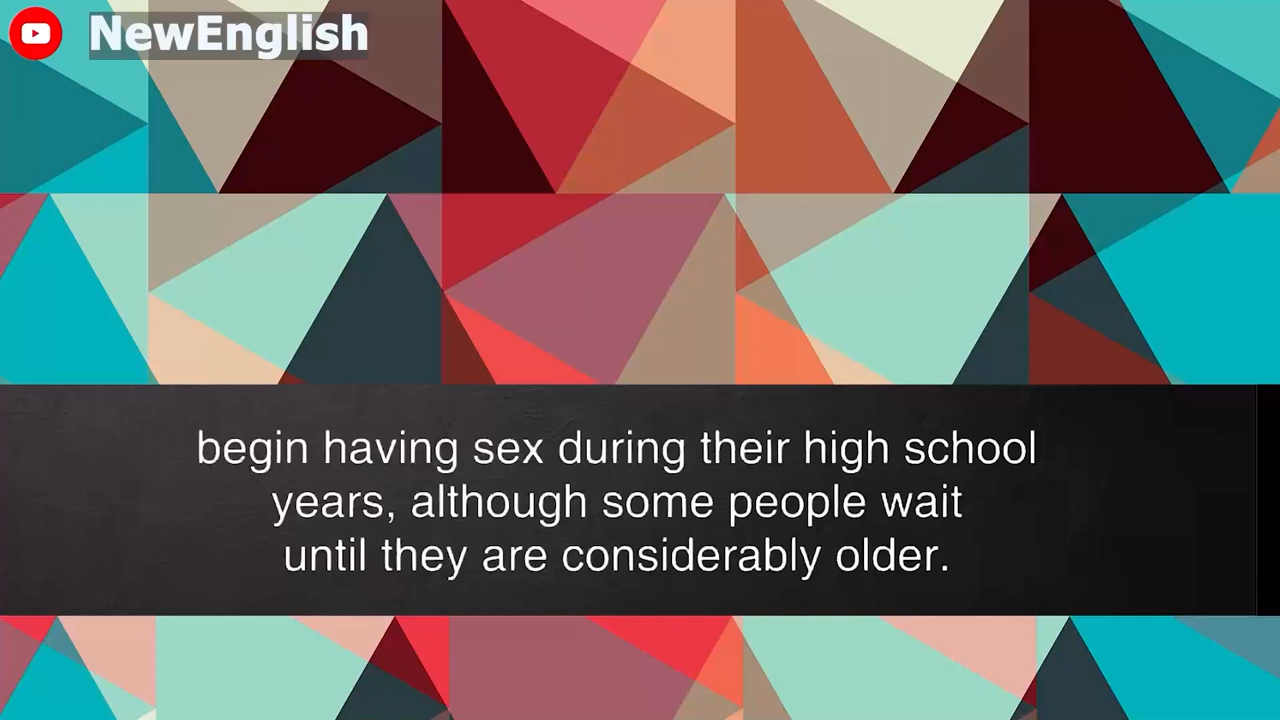 NewEnglish
begin having sex during their high school
years, although some people wait
until they are considerably older.